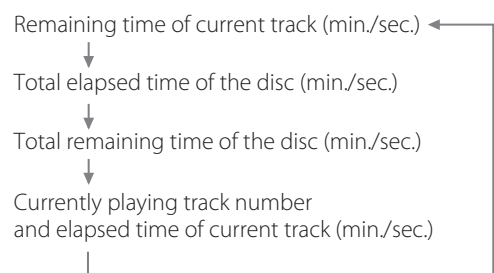 Remaining time of current track (min./sec.)
Total elapsed time of the disc (min./sec.)
Total remaining time of the disc (min./sec.)
Currently playing track number
and elapsed time of current track (min./sec.)